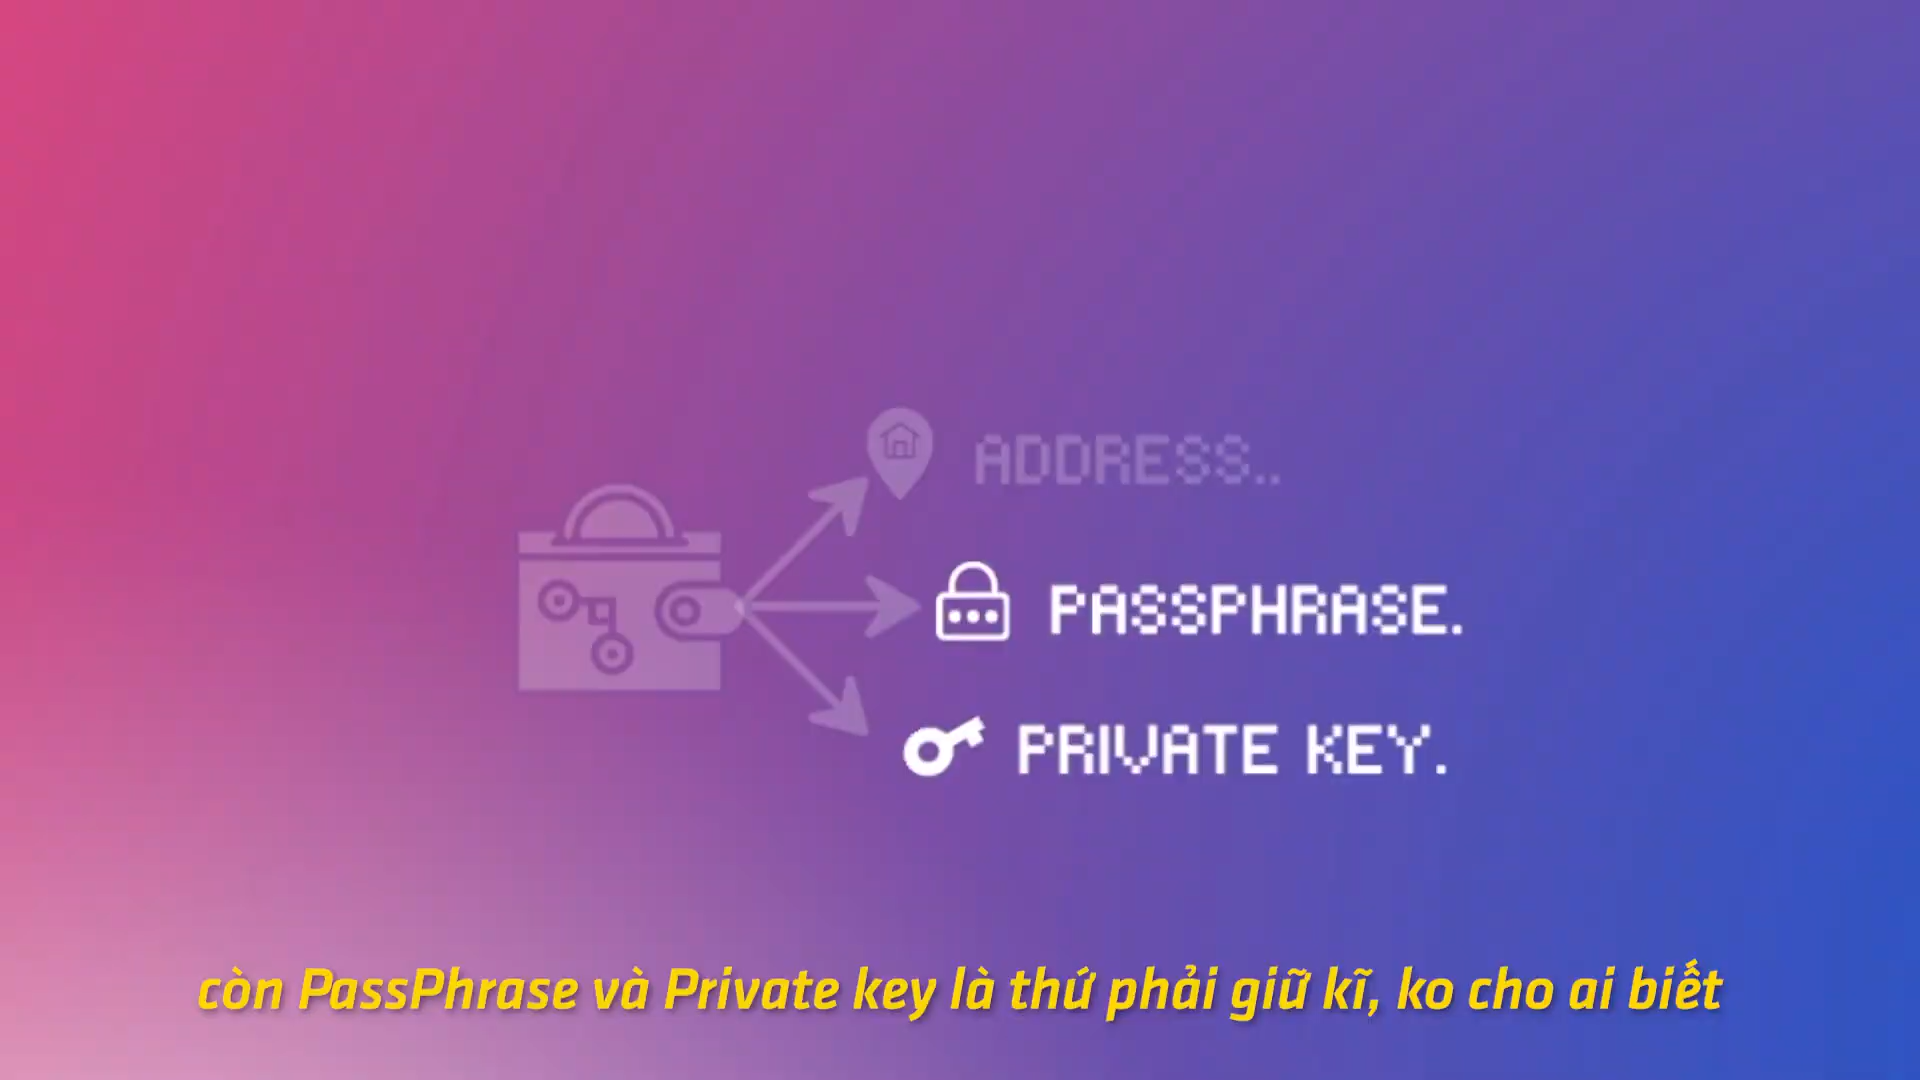 ADDRESS..
PASSPHRASE.
PRIVATE KEY.
còn PassPhrase và Private key là thứ phải giữ kĩ, ko cho ai biết